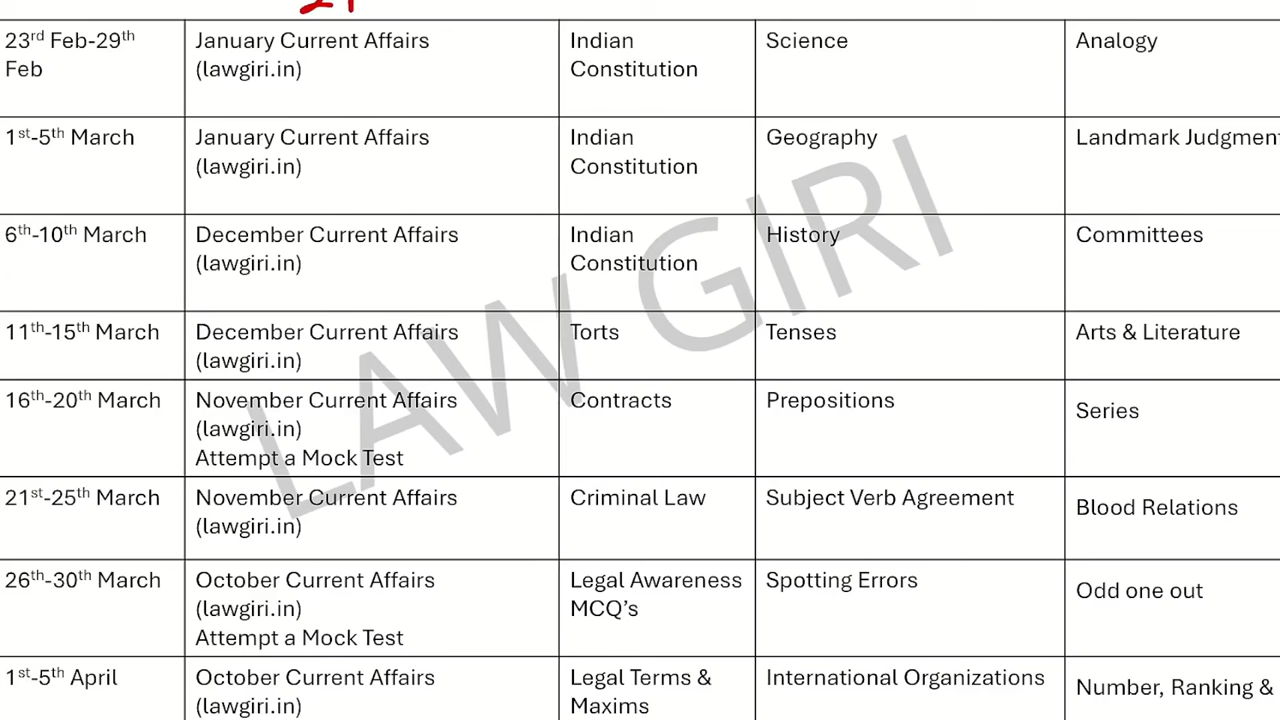 23rd Feb-29th
Feb
January Current Affairs
(lawgiri.in)
Indian
Constitution
Science
Analogy
1st-5th March
January Current Affairs
(lawgiri.in)
Indian
Constitution
Geography
Landmark Judgment
6th-10th March
December Current Affairs
(lawgiri.in)
Indian
Constitution
History
Committees
11th-15th March
December Current Affairs
(lawgiri.in)
Torts
Tenses
Arts & Literature
16th-20th March
November Current Affairs
(lawgiri.in)
Attempt a Mock Test
Contracts
Prepositions
Series
21st-25th March
November Current Affairs
(lawgiri.in)
Criminal Law
Subject Verb Agreement
Blood Relations
26th-30th March
October Current Affairs
(lawgiri.in)
Attempt a Mock Test
Legal Awareness
MCQ's
Spotting Errors
Odd one out
1st-5th April
October Current Affairs
(lawgiri.in)
Legal Terms &
Maxims
International Organizations
Number, Ranking &
LAW GIRI